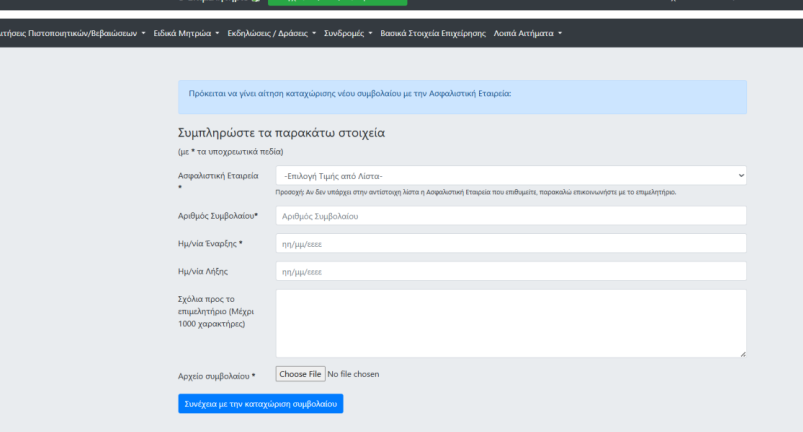 Πιστοποιητικών/Βεβαιώσεων Ειδικά Μητρώα Εκδηλώσεις / Δράσεις Συνδρομές Βασικά Στοιχεία Επιχείρησης Λοιπά Αιτήματα
Πρόκειται να γίνει αίτηση καταχώρισης νέου συμβολαίου με την Ασφαλιστική Εταιρεία:
Συμπληρώστε τα παρακάτω στοιχεία
(με * τα υποχρεωτικά πεδία)
Ασφαλιστική Εταιρεία *
-Επιλογή Τιμής από Λίστα-
Προσοχή: Αν δεν υπάρχει στην αντίστοιχη λίστα η Ασφαλιστική Εταιρεία που επιθυμείτε, παρακαλώ επικοινωνήστε με το επιμελητήριο.
Αριθμός Συμβολαίου* Αριθμός Συμβολαίου
Ημ/νία Έναρξης * ηη/μμ/εεεε
Ημ/νία Λήξης ηη/μμ/εεεε
Σχόλια προς το
επιμελητήριο (Μέχρι
1000 χαρακτήρες)
Αρχείο συμβολαίου * Choose File No file chosen
Συνέχεια με την καταχώριση συμβολαίου